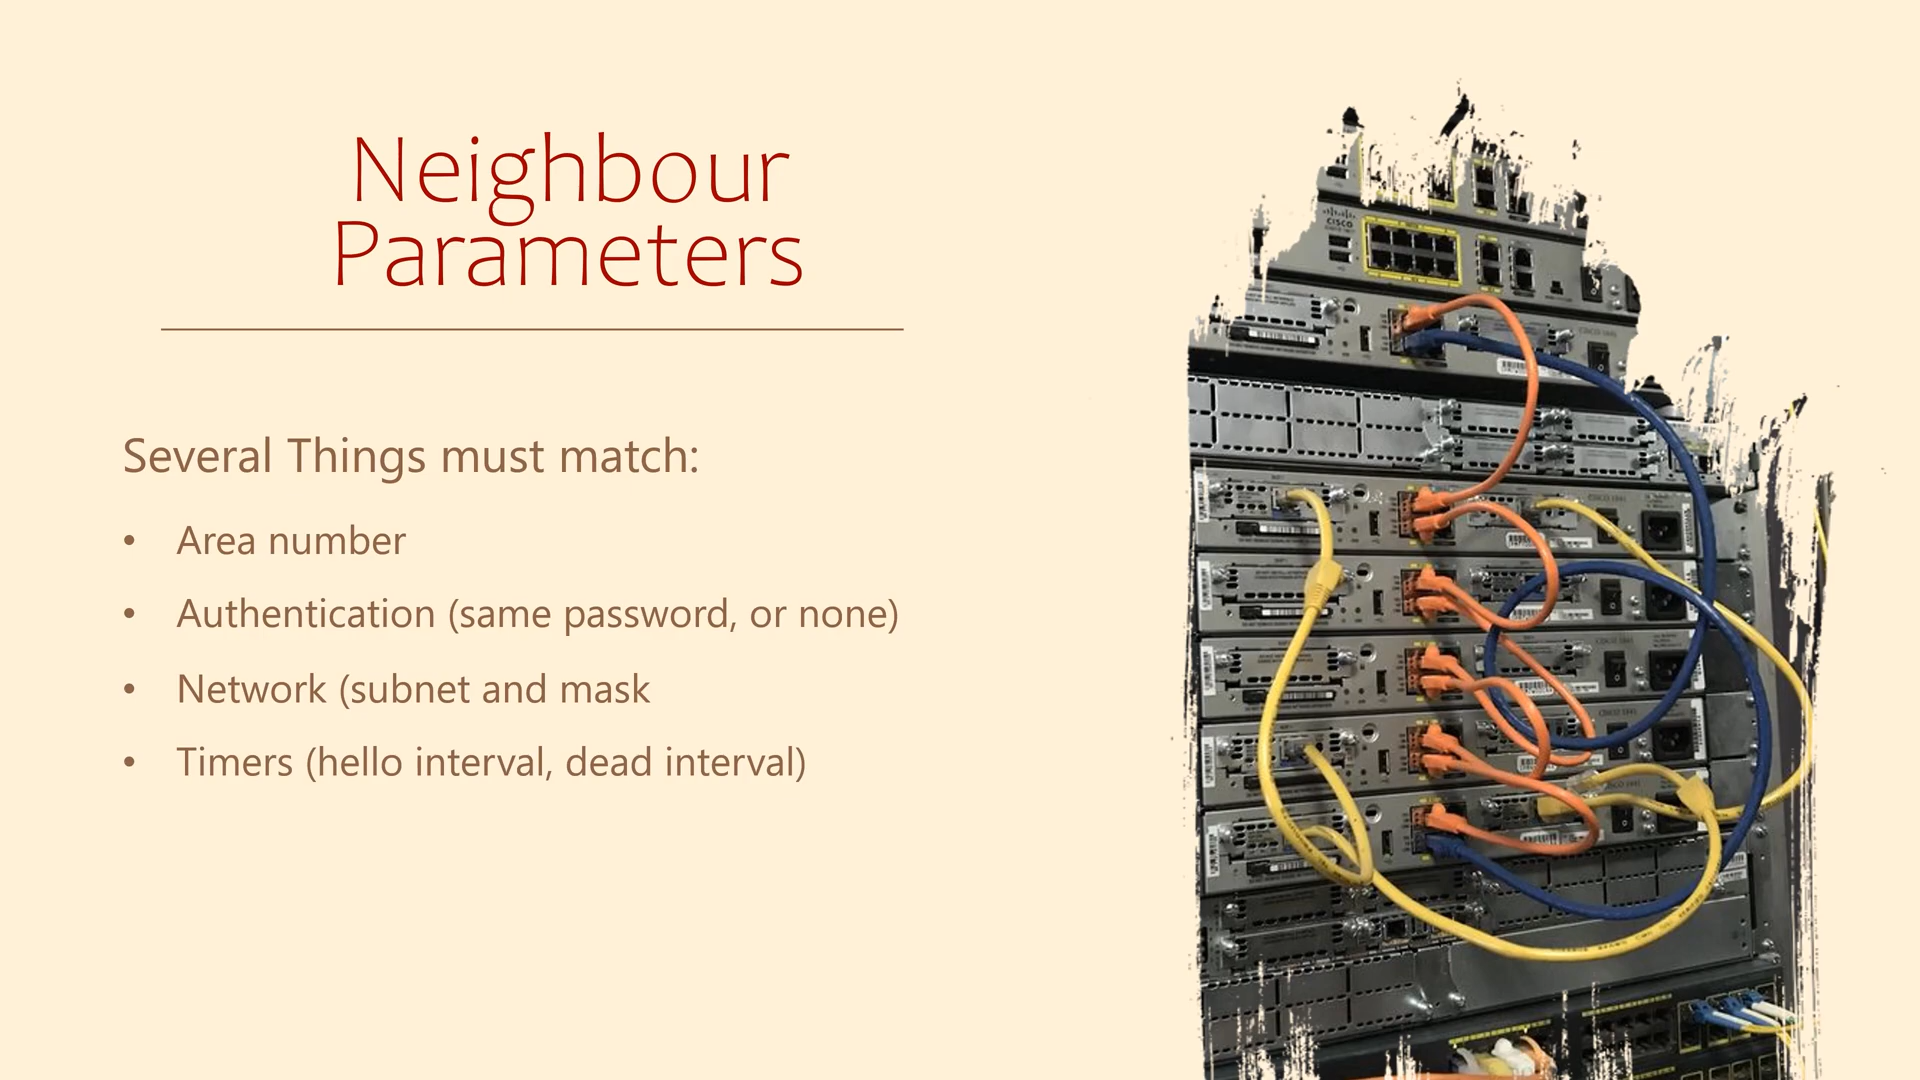 Neighbour
Parameters
Several Things must match:
• Area number
• Authentication (same password, or none)
• Network (subnet and mask
• Timers (hello interval, dead interval)
CISCO